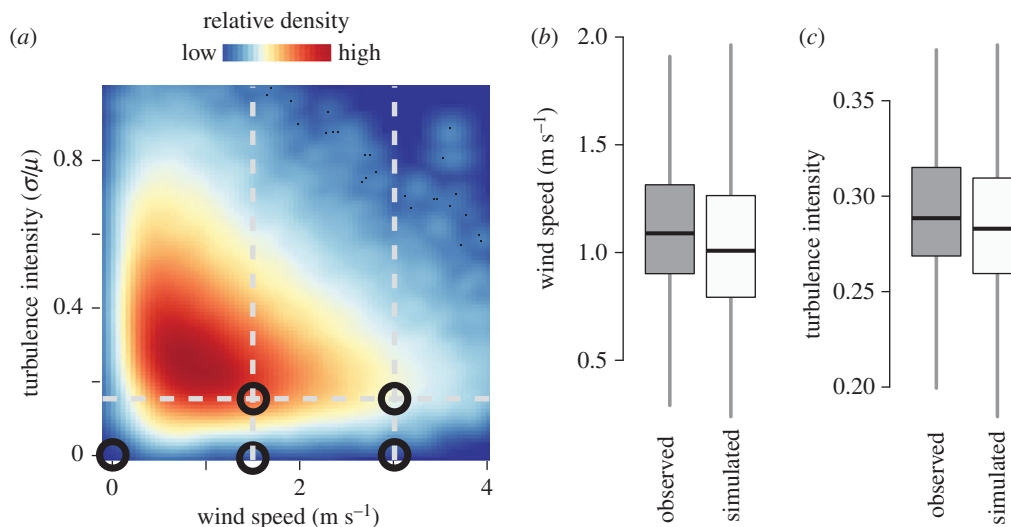 relative density
(a)
low
high
turbulence intensity (σ/μ)
0.8
0.4
0
0
2
4
wind speed (m s⁻¹)
(b)
wind speed (m s⁻¹)
2.0
1.5
1.0
0.5
observed
simulated
(c)
turbulence intensity
0.35
0.30
0.25
0.20
observed
simulated